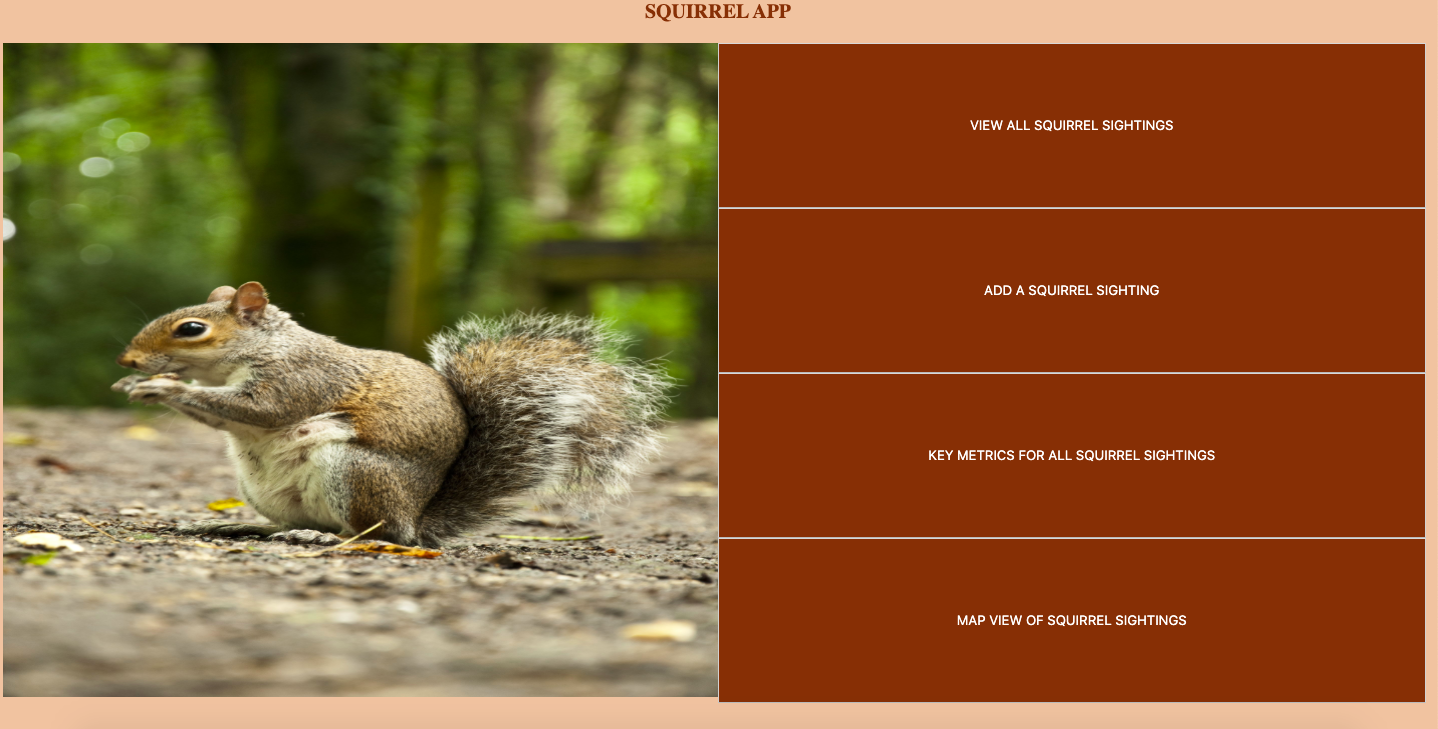 SQUIRREL APP
VIEW ALL SQUIRREL SIGHTINGS
ADD A SQUIRREL SIGHTING
KEY METRICS FOR ALL SQUIRREL SIGHTINGS
MAP VIEW OF SQUIRREL SIGHTINGS